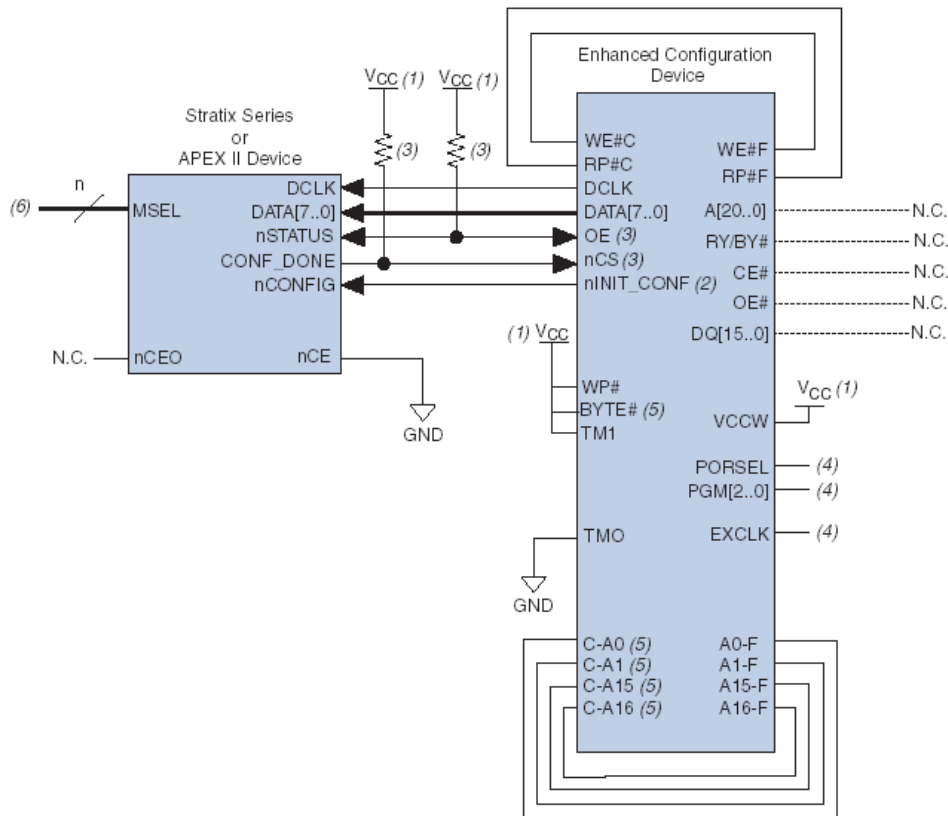 Enhanced Configuration
Device
VCC (1)
VCC (1)
Stratix Series
or
APEX II Device
(3)
(3)
WE#C
RP#C
WE#F
RP#F
n
(6)
MSEL
DCLK
DATA[7..0]
nSTATUS
CONF_DONE
nCONFIG
nCEO
nCE
N.C.
GND
DCLK
DATA[7..0]
OE (3)
nCS (3)
nINIT_CONF (2)
A[20..0]
N.C.
RY/BY#
N.C.
CE#
N.C.
OE#
N.C.
DQ[15..0]
N.C.
(1) VCC
WP#
BYTE# (5)
TM1
VCC (1)
VCCW
PORSEL
(4)
PGM[2..0]
(4)
EXCLK
(4)
TMO
GND
C-A0 (5)
C-A1 (5)
C-A15 (5)
C-A16 (5)
A0-F
A1-F
A15-F
A16-F